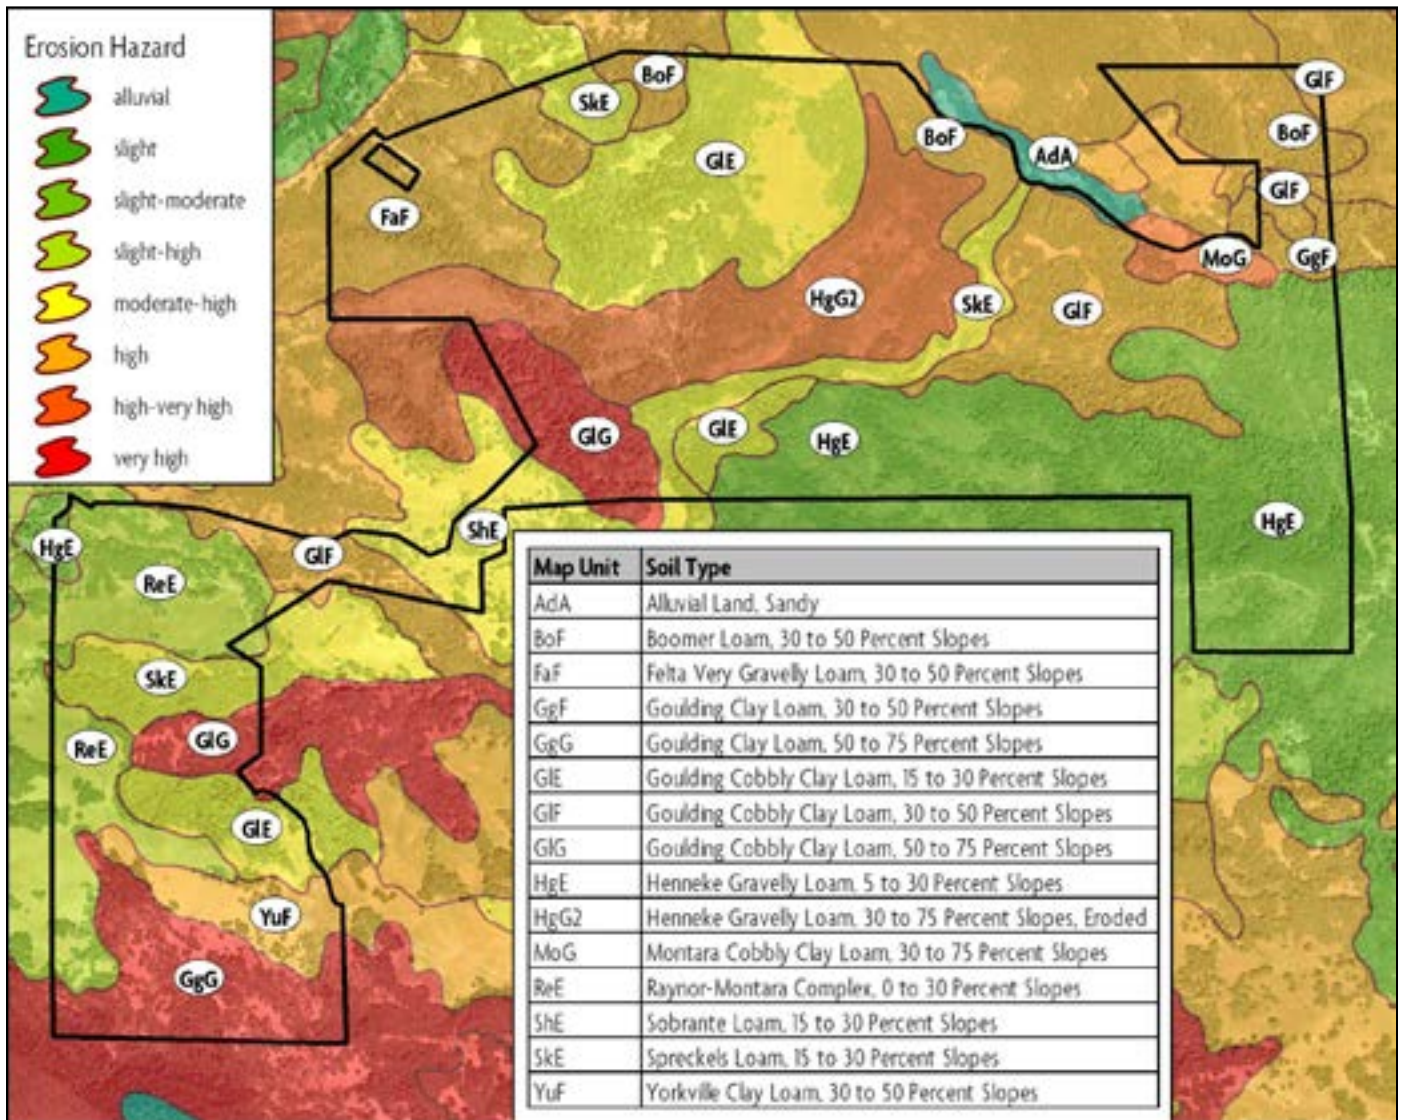 Erosion Hazard
alluvial
slight
slight-moderate
slight-high
moderate-high
high
high-very high
very high
BoF
SkE
GlE
FaF
BoF
AdA
GlF
BoF
GlF
MoG
GgF
HgG2
SkE
GlF
GlG
GlE
HgE
HgE
HgE
GlF
ShE
ReE
SkE
ReE
GlG
GlE
YuF
GgG
Map Unit Soil Type
AdA Alluvial Land, Sandy
BoF Boomer Loam, 30 to 50 Percent Slopes
FaF Felta Very Gravelly Loam, 30 to 50 Percent Slopes
GgF Goulding Clay Loam, 30 to 50 Percent Slopes
GgG Goulding Clay Loam, 50 to 75 Percent Slopes
GlE Goulding Cobbly Clay Loam, 15 to 30 Percent Slopes
GlF Goulding Cobbly Clay Loam, 30 to 50 Percent Slopes
GlG Goulding Cobbly Clay Loam, 50 to 75 Percent Slopes
HgE Henneke Gravelly Loam, 5 to 30 Percent Slopes
HgG2 Henneke Gravelly Loam, 30 to 75 Percent Slopes, Eroded
MoG Montara Cobbly Clay Loam, 30 to 75 Percent Slopes
ReE Raynor-Montara Complex, 0 to 30 Percent Slopes
ShE Sobrante Loam, 15 to 30 Percent Slopes
SkE Spreckels Loam, 15 to 30 Percent Slopes
YuF Yorkville Clay Loam, 30 to 50 Percent Slopes